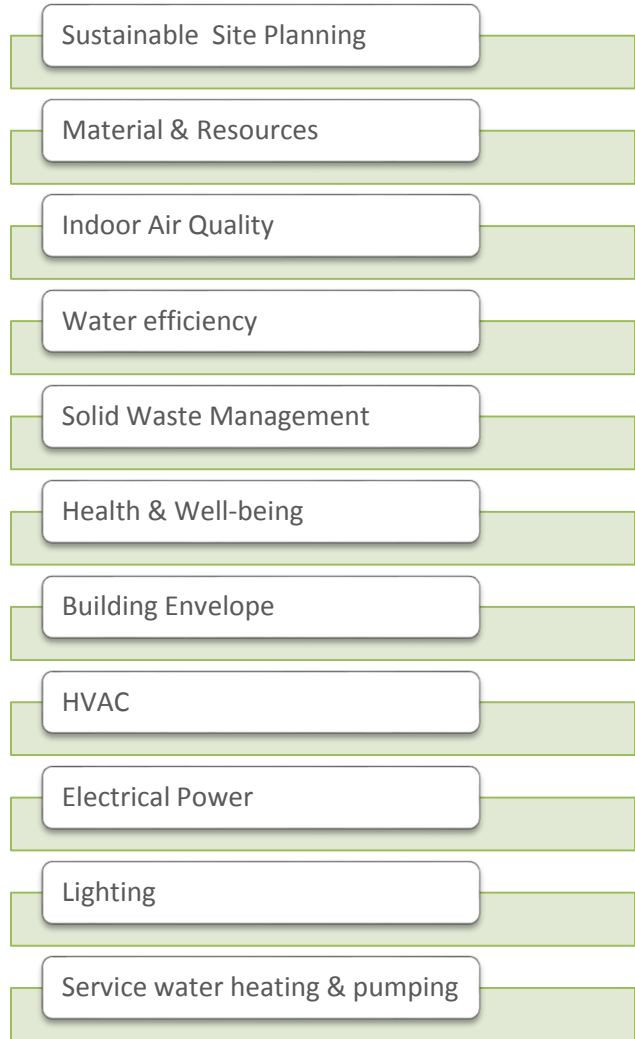 Sustainable  Site Planning
Material & Resources
Indoor Air Quality
Water efficiency
Solid Waste Management
Health & Well-being
Building Envelope
HVAC
Electrical Power
Lighting
Service water heating & pumping